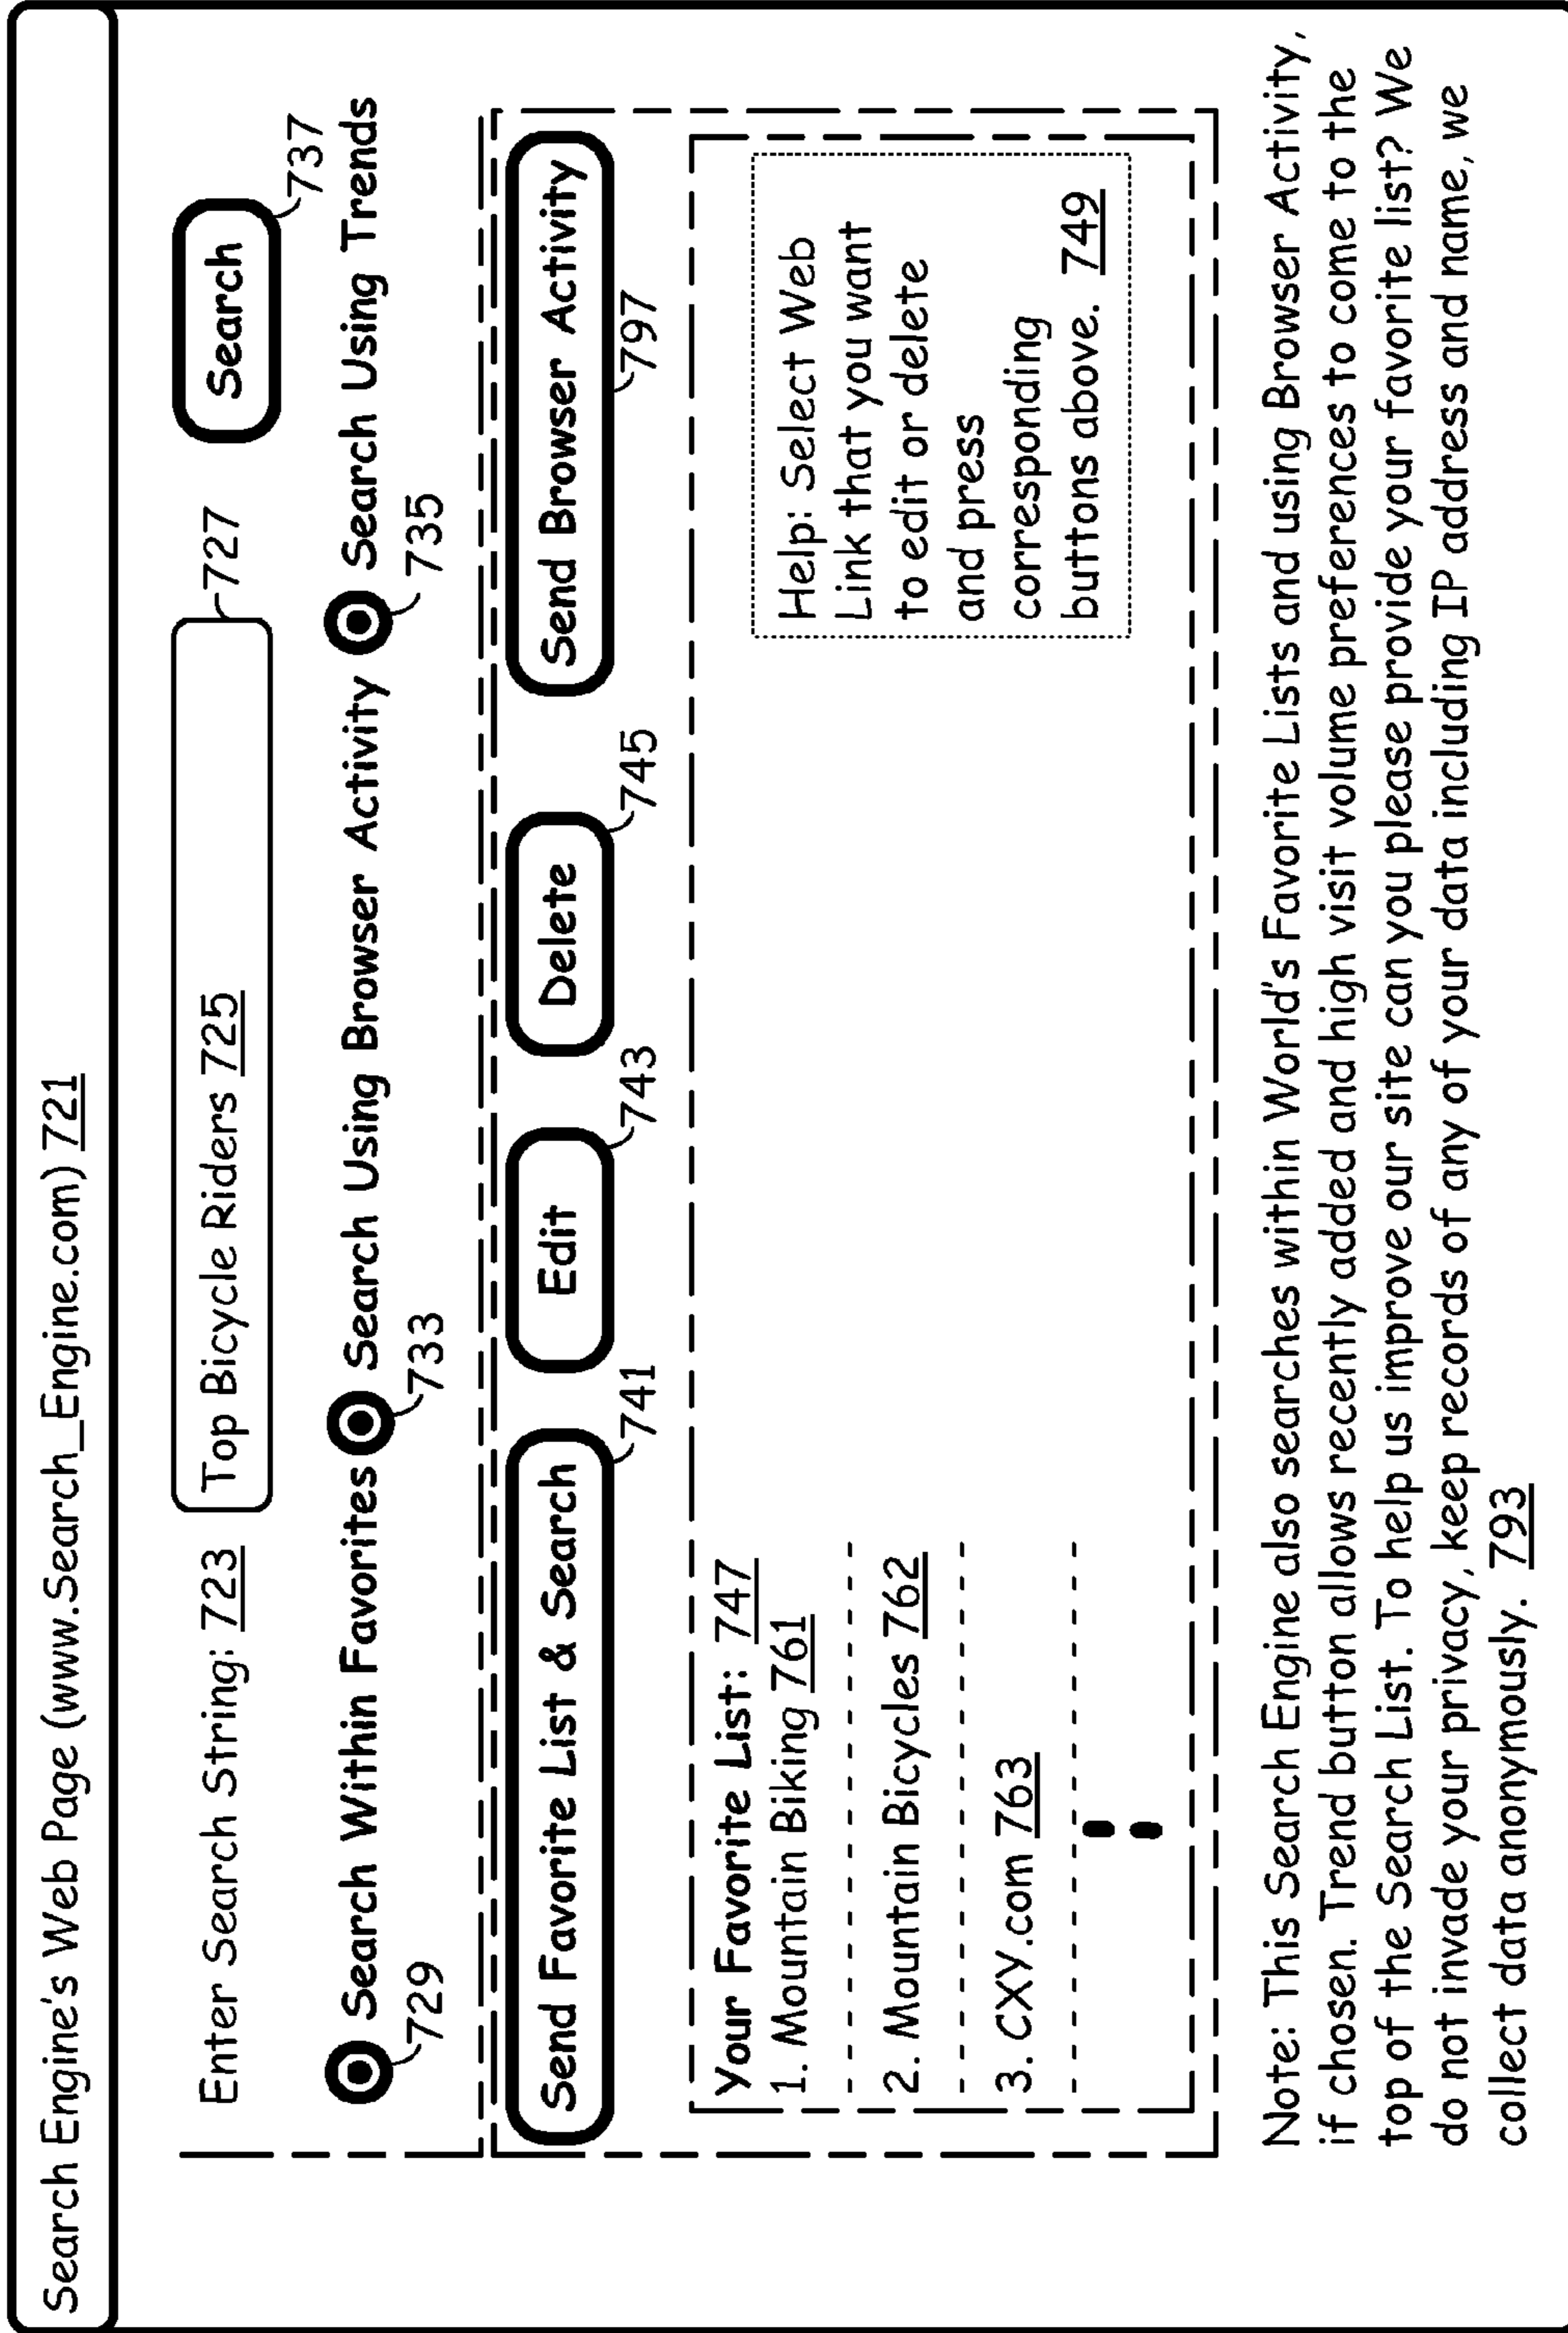 Search Engine's Web Page (www.Search_Engine.com) 721
Enter Search String: 723 Top Bicycle Riders 725 727 Search 737
Search Within Favorites Search Using Browser Activity Search Using Trends
729 733 735
Send Favorite List & Search Edit Delete Send Browser Activity
741 743 745 797
Your Favorite List: 747
1. Mountain Biking 761
2. Mountain Bicycles 762
3. CXY.com 763
Help: Select Web
Link that you want
to edit or delete
and press
corresponding
buttons above. 749
Note: This Search Engine also searches within World's Favorite Lists and using Browser Activity,
if chosen. Trend button allows recently added and high visit volume preferences to come to the
top of the Search List. To help us improve our site can you please provide your favorite list? We
do not invade your privacy, keep records of any of your data including IP address and name, we
collect data anonymously. 793